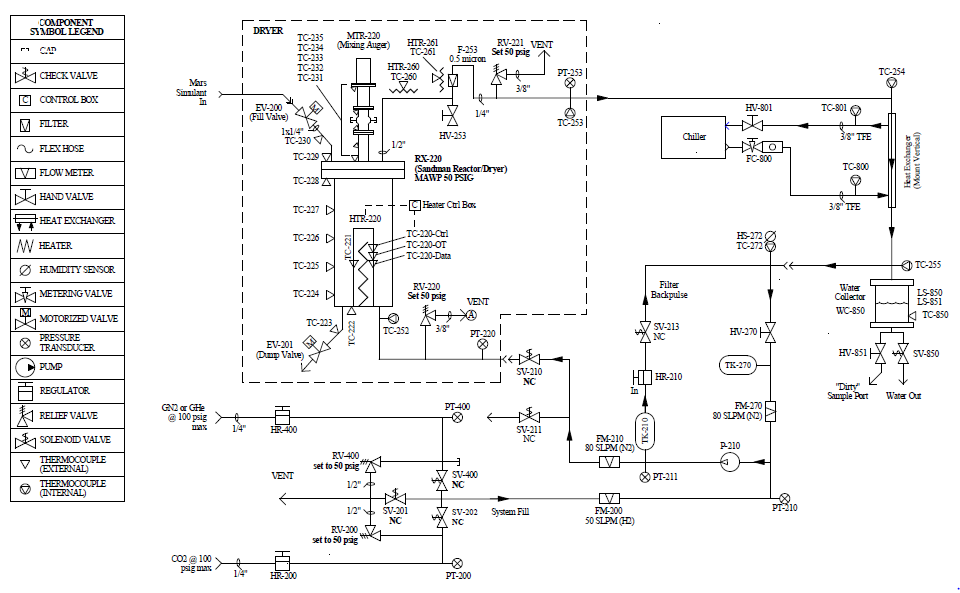 COMPONENT
SYMBOL LEGEND
CAP
CHECK VALVE
C
CONTROL BOX
FILTER
FLEX HOSE
FLOW METER
HAND VALVE
HEAT EXCHANGER
HEATER
HUMIDITY SENSOR
METERING VALVE
M
MOTORIZED VALVE
PRESSURE
TRANSDUCER
PUMP
REGULATOR
RELIEF VALVE
SOLENOID VALVE
THERMOCOUPLE
(EXTERNAL)
THERMOCOUPLE
(INTERNAL)
DRYER
TC-235
TC-234
TC-233
TC-232
TC-231
MTR-220
(Mixing Auger)
HTR-261
TC-261
HTR-260
TC-260
F-253
0.5 micron
RV-221
Set 50 psig
VENT
3/8"
1/4"
HV-253
PT-253
TC-253
Mars
Simulant
In
EV-200
(Fill Valve)
M
1x1/4"
TC-230
TC-229
TC-228
1/2"
RX-220
(Sandman Reactor/Dryer)
MAWP 50 PSIG
C
Heater Ctrl Box
HTR-220
TC-227
TC-226
TC-225
TC-224
TC-221
TC-220-Ctrl
TC-220-OT
TC-220-Data
TC-223
TC-222
TC-252
M
EV-201
(Dump Valve)
RV-220
Set 50 psig
VENT
A
3/8"
PT-220
SV-210
NC
TC-254
Chiller
HV-801
TC-801
3/8" TFE
FC-800
TC-800
3/8" TFE
Heat Exchanger
(Mount Vertical)
HS-272
TC-272
TC-255
Filter
Backpulse
SV-213
NC
HV-270
TK-270
Water
Collector
WC-850
LS-850
LS-851
TC-850
HV-851
SV-850
"Dirty"
Sample Port
Water Out
HR-210
In
TK-210
FM-270
80 SLPM (N2)
P-210
FM-210
80 SLPM (N2)
PT-211
PT-210
GN2 or GHe
@ 100 psig
max
1/4"
HR-400
PT-400
SV-211
NC
RV-400
set to 50 psig
SV-400
NC
VENT
1/2"
1/2"
SV-201
NC
SV-202
NC
System Fill
FM-200
50 SLPM (H2)
RV-200
set to 50 psig
CO2 @ 100
psig max
1/4"
HR-200
PT-200